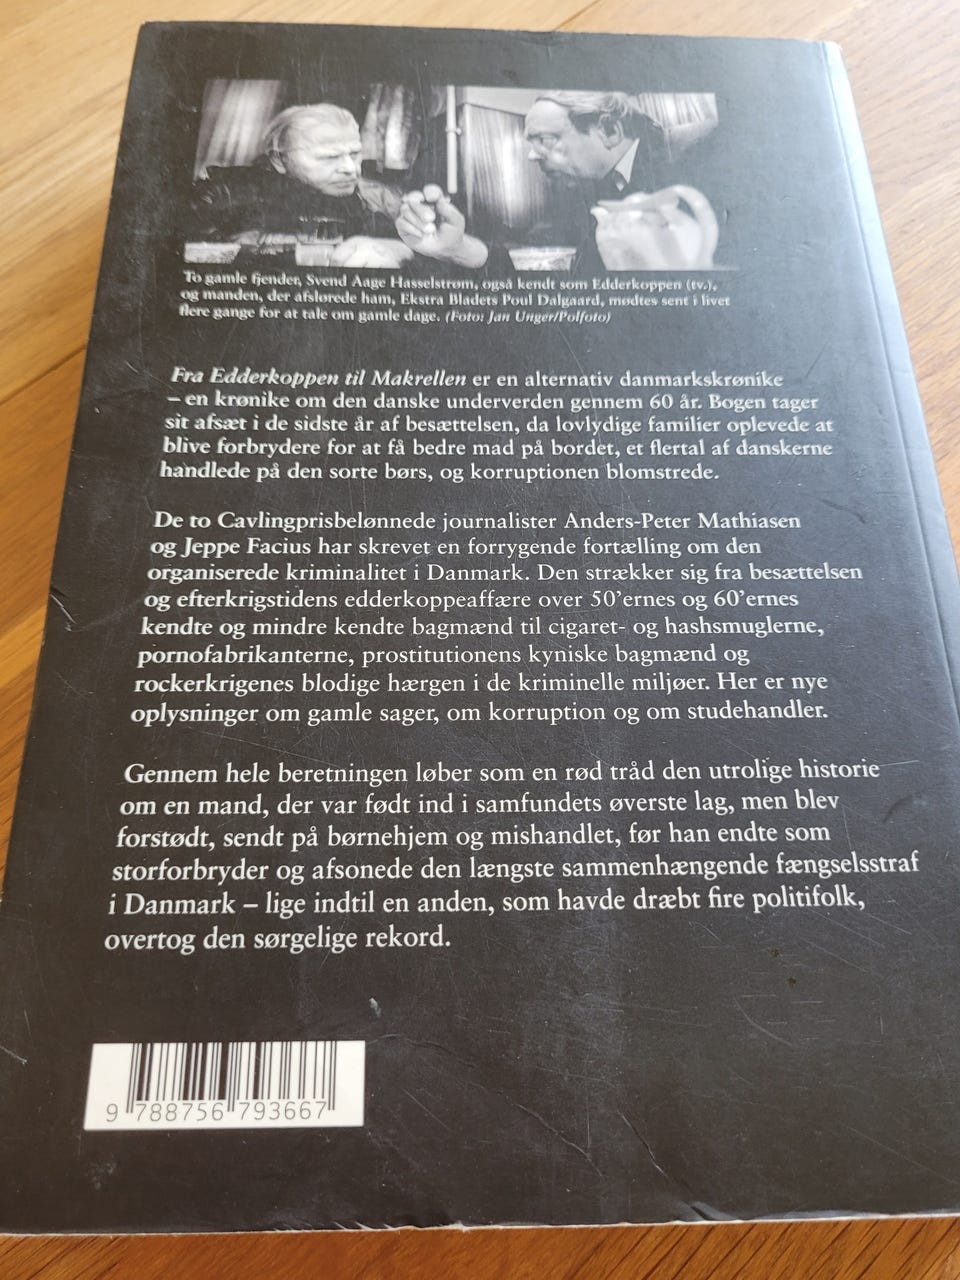 To gamle fjender, Svend Aage Hasselstrøm, også kendt som Edderkoppen (tv.),
og manden, der afslørede ham, Ekstra Bladets Poul Dalgaard, mødtes sent i livet
flere gange for at tale om gamle dage. (Foto: Jan Unger/Polfoto)
Fra Edderkoppen til Makrellen er en alternativ danmarkskrønike
– en krønike om den danske underverden gennem 60 år. Bogen tager
sit afsæt i de sidste år af besættelsen, da lovlydige familier oplevede at
blive forbrydere for at få bedre mad på bordet, et flertal af danskerne
handlede på den sorte børs, og korruptionen blomstrede.
De to Cavlingprisbelønnede journalister Anders-Peter Mathiasen
og Jeppe Facius har skrevet en forrygende fortælling om den
organiserede kriminalitet i Danmark. Den strækker sig fra besættelsen
og efterkrigstidens edderkoppeaffære over 50'ernes og 60'ernes
kendte og mindre kendte bagmænd til cigaret- og hashsmuglerne,
pornofabrikanterne, prostitutionens kyniske bagmænd og
rockerkrigenes blodige hærgen i de kriminelle miljøer. Her er nye
oplysninger om gamle sager, om korruption og om studehandler.
Gennem hele beretningen løber som en rød tråd den utrolige historie
om en mand, der var født ind i samfundets øverste lag, men blev
forstødt, sendt på børnehjem og mishandlet, før han endte som
storforbryder og afsonede den længste sammenhængende fængselsstraf
i Danmark – lige indtil en anden, som havde dræbt fire politifolk,
overtog den sørgelige rekord.
9 788756 793667